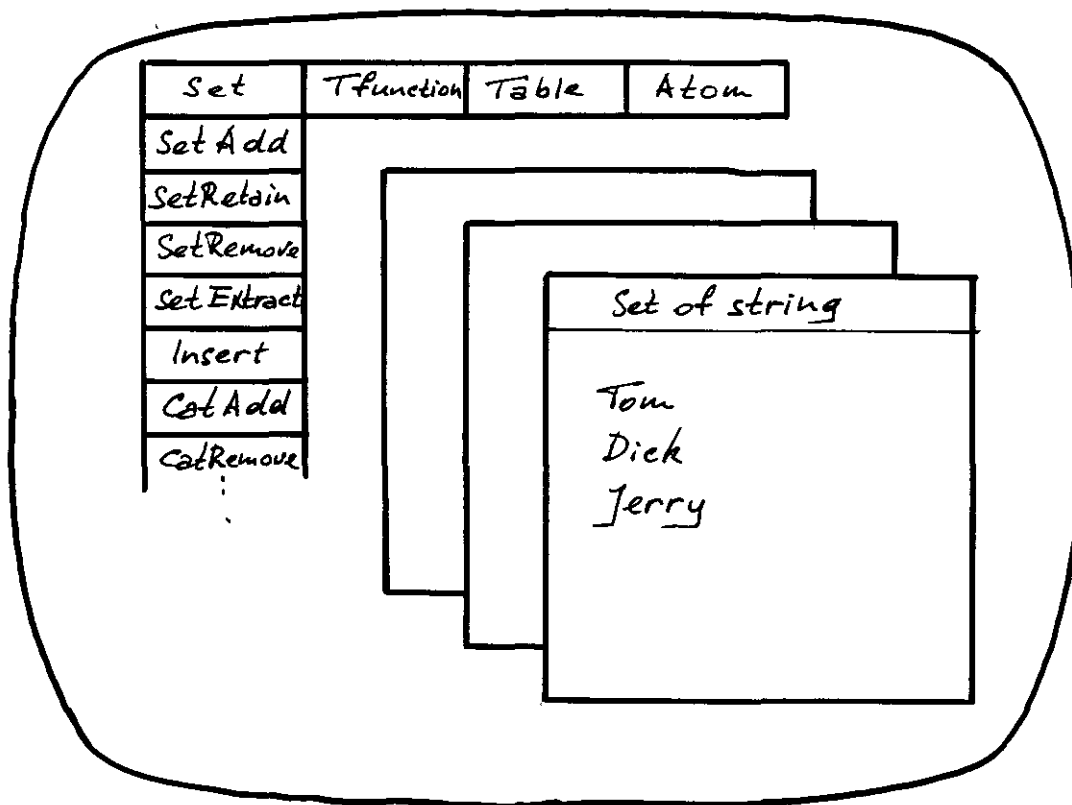 Set Tfunction Table Atom
SetAdd
SetRetain
SetRemove
SetExtract
Insert
CatAdd
CatRemove
Set of string
Tom
Dick
Jerry